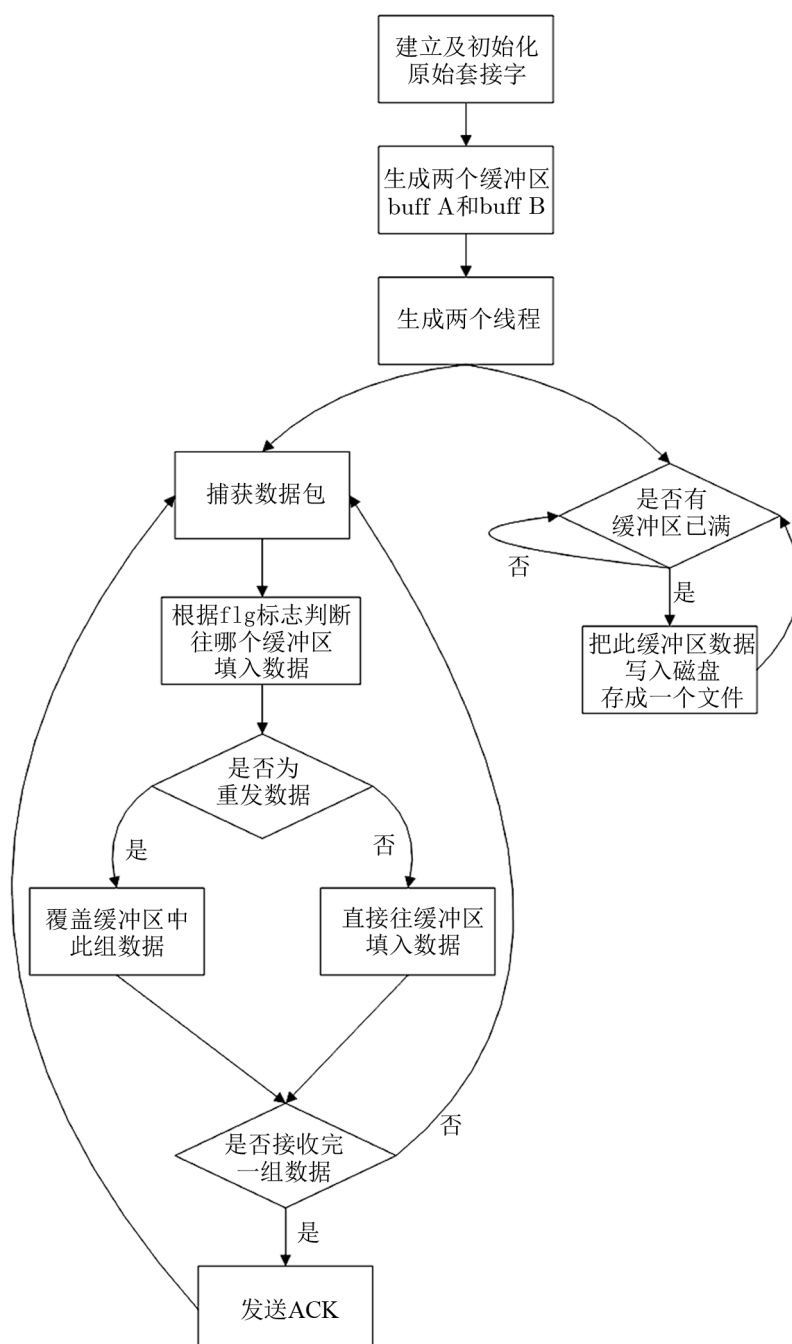 建立及初始化
原始套接字
生成两个缓冲区
buff A和buff B
生成两个线程
捕获数据包
是否有
缓冲区已满
否
是
根据flg标志判断
往哪个缓冲区
填入数据
把此缓冲区数据
写入磁盘
存成一个文件
是否为
重发数据
是
否
覆盖缓冲区中
此组数据
直接往缓冲区
填入数据
是否接收完
一组数据
否
是
发送ACK